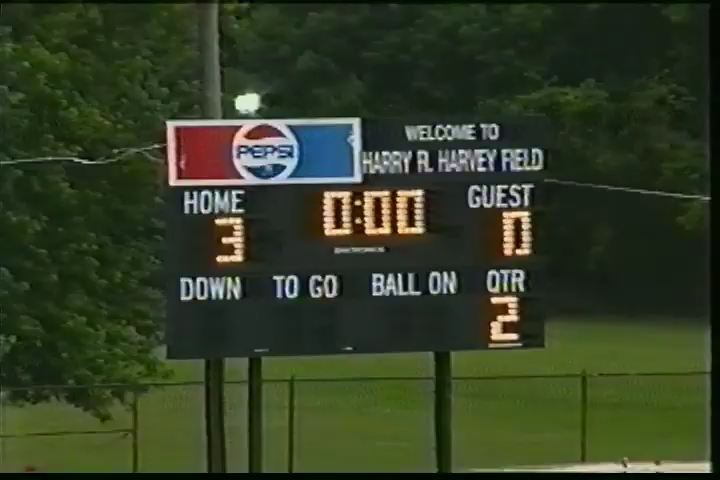 PEPSI
WELCOME TO
HARRY R. HARVEY FIELD
HOME 0:00 GUEST
3 0
DOWN TO GO BALL ON QTR
2